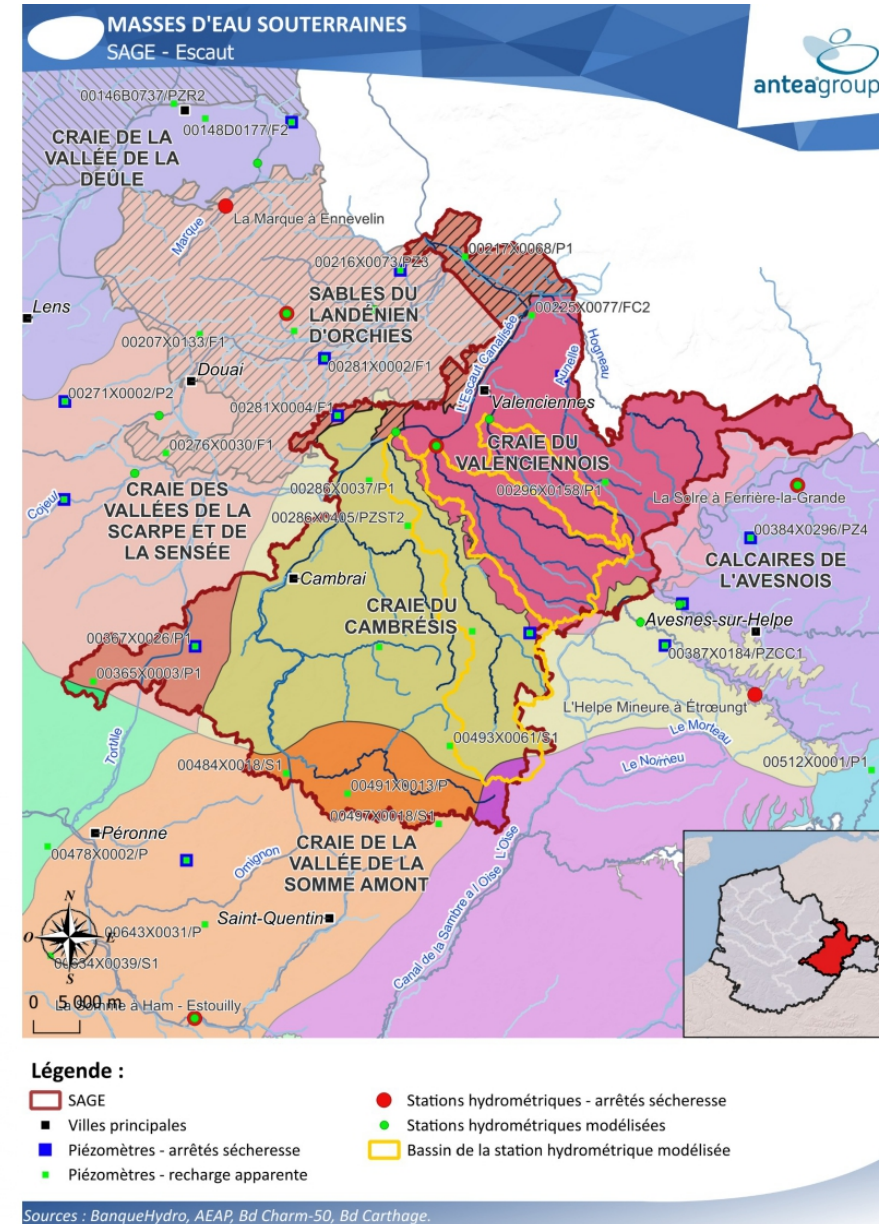 MASSES D'EAU SOUTERRAINES
SAGE - Escaut
anteagroup
00146B0737/PZR2
00148D0177/F2
CRAIE DE LA
VALLÉE DE LA
DEÛLE
La Marque à Ennevelin
Marque
00217X0068/P1
00216X0073/PZ3
SABLES DU
LANDÉNIEN
D'ORCHIES
00225X0077/FC2
Lens
00207X0133/F1
L'Escaut Canalisée
Hogneau
Aunelle
Douai
00281X0002/F1
00271X0002/P2
Valenciennes
00281X0004/F1
00276X0030/F1
CRAIE DU
VALENCIENNOIS
00286X0037/P1
00296X0158/P1
La Solre à Ferrière-la-Grande
Cojeul
CRAIE DES
VALLÉES DE LA
SCARPE ET DE
LA SENSÉE
00286X0405/PZST2
00384X0296/PZ4
CALCAIRES DE
L'AVESNOIS
Cambrai
CRAIE DU
CAMBRÉSIS
Avesnes-sur-Helpe
00367X0026/P1
00387X0184/PZCC1
00365X0003/P1
L'Helpe Mineure à Étrœungt
Le Morteau
Tortille
00493X0061/S1
Le Noirrieu
00484X0018/S1
00512X0001/P1
00491X0013/P
00497X0018/S1
Péronne
CRAIE DE LA
VALLÉE DE LA
SOMME AMONT
L'Oise
00478X0002/P
Omignon
Canal de la Sambre a l'Oise
Saint-Quentin
N
O
E
S
00643X0031/P
00634X0039/S1
0 5 000 m
La Somme à Ham - Estouilly
Légende :
SAGE
Villes principales
Piézomètres - arrêtés sécheresse
Piézomètres - recharge apparente
Stations hydrométriques - arrêtés sécheresse
Stations hydrométriques modélisées
Bassin de la station hydrométrique modélisée
Sources : BanqueHydro, AEAP, Bd Charm-50, Bd Carthage.